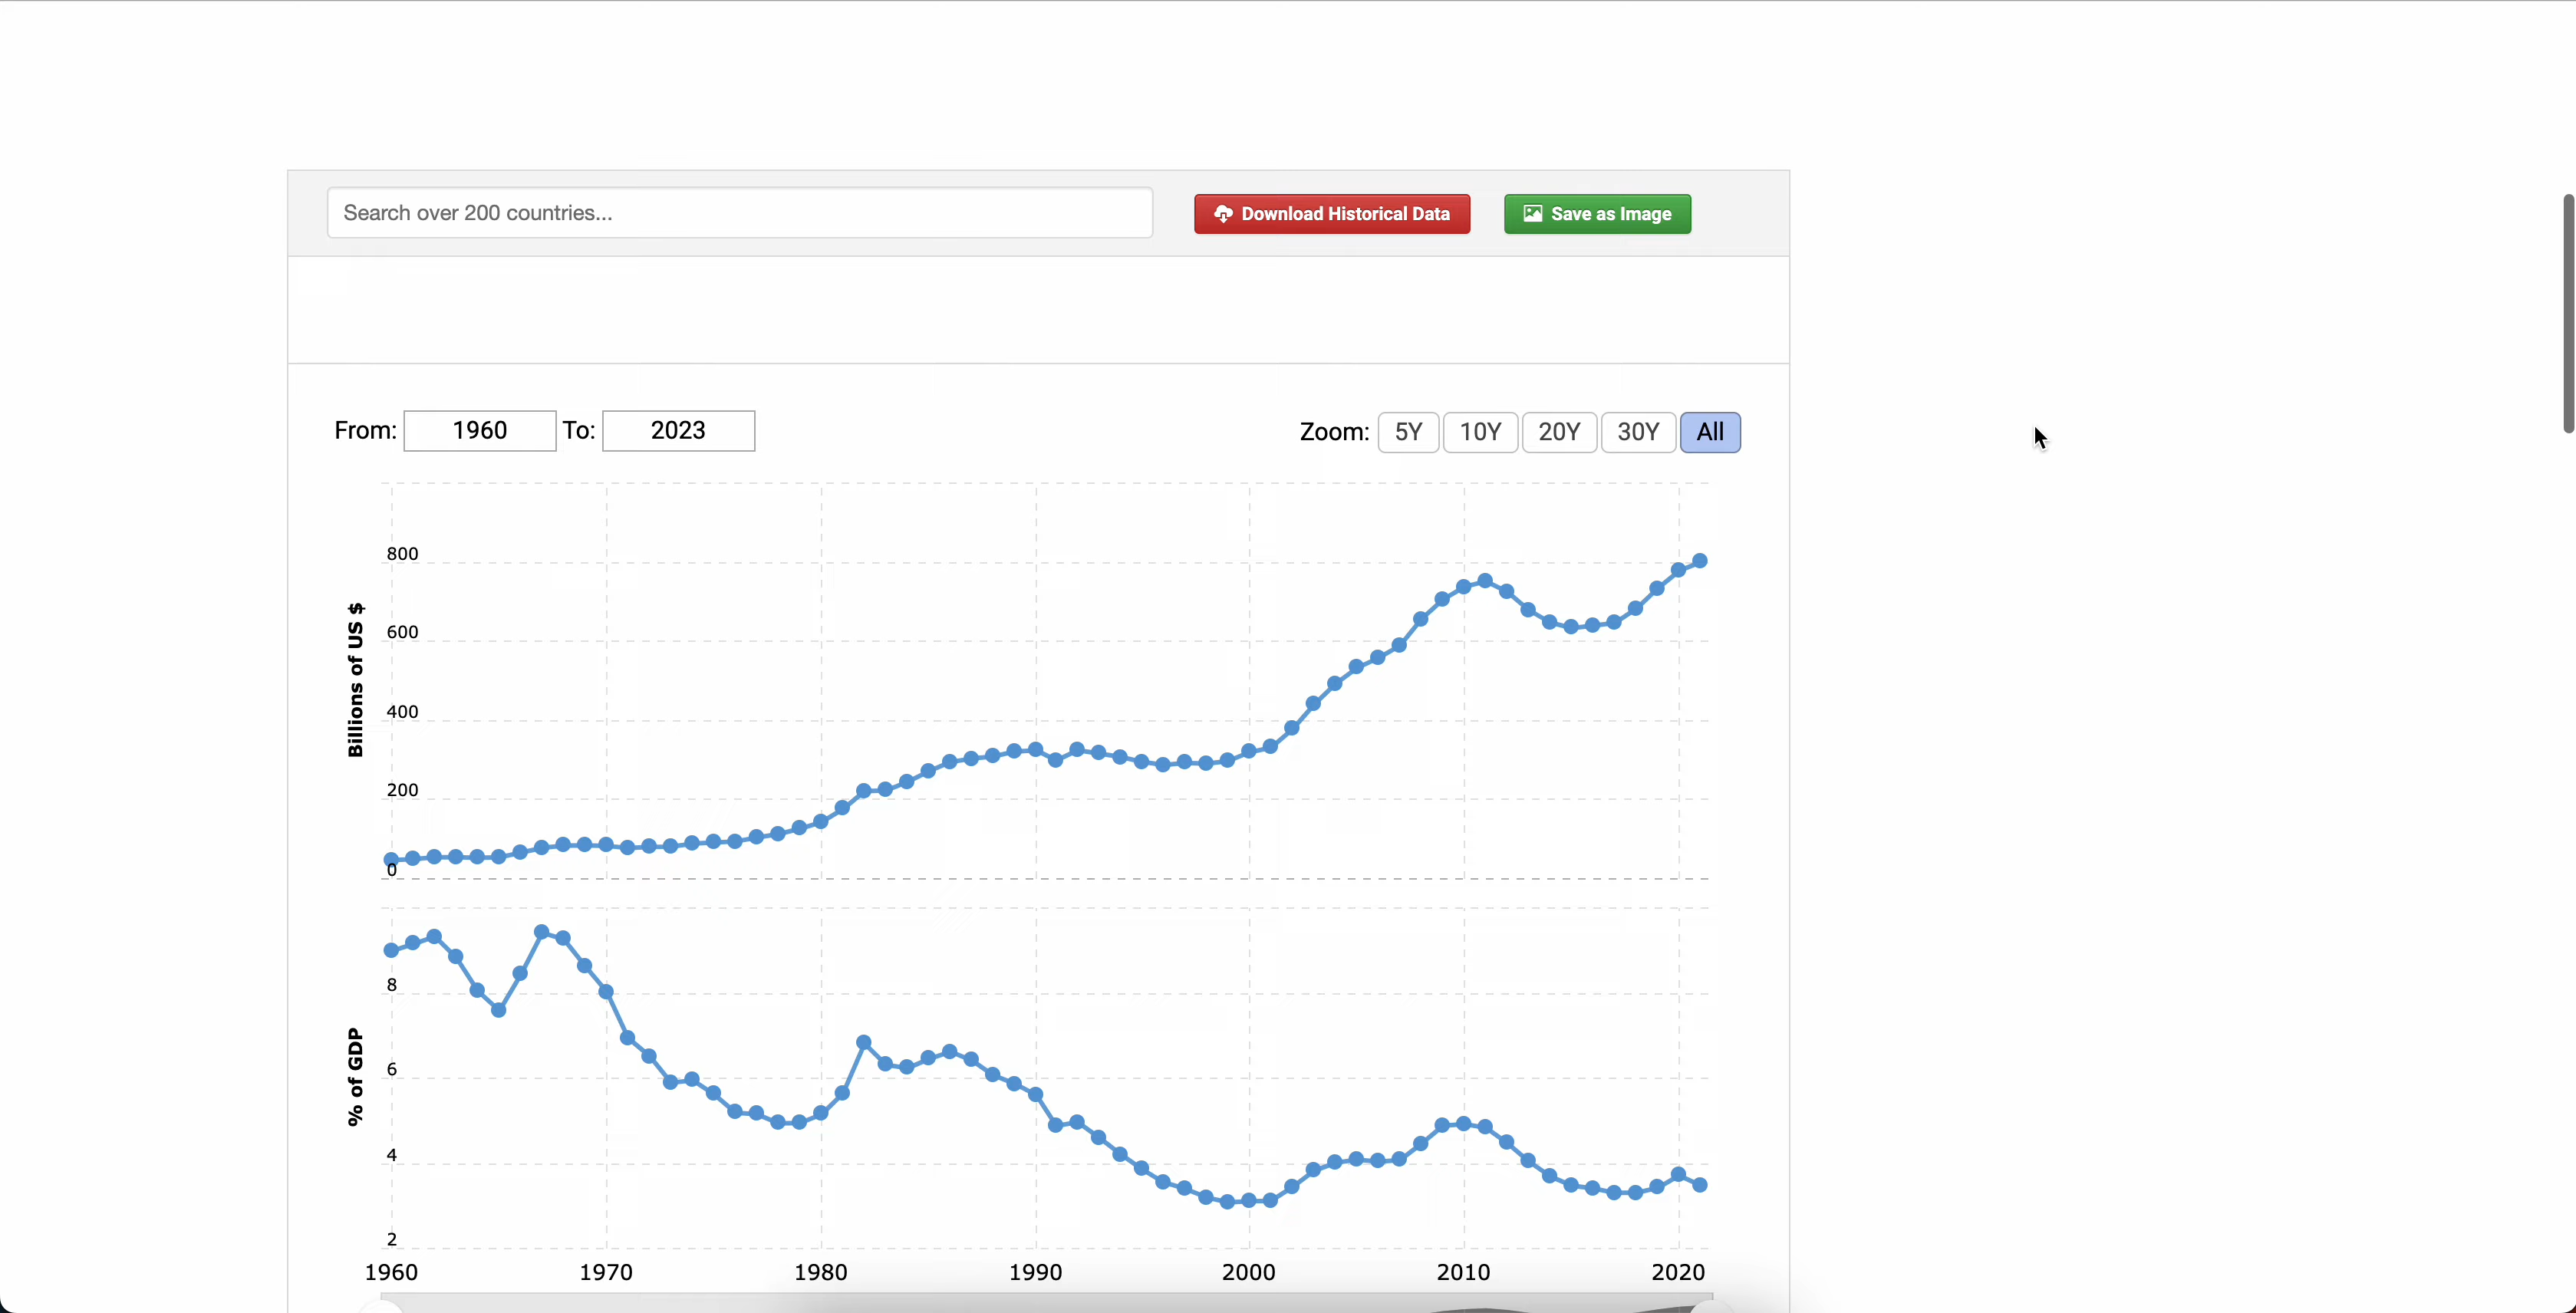 Search over 200 countries...
Download Historical Data
Save as Image
From: 1960 To: 2023
Zoom: 5Y 10Y 20Y 30Y All
Billions of US $
800
600
400
200
0
% of GDP
8
6
4
2
1960 1970 1980 1990 2000 2010 2020